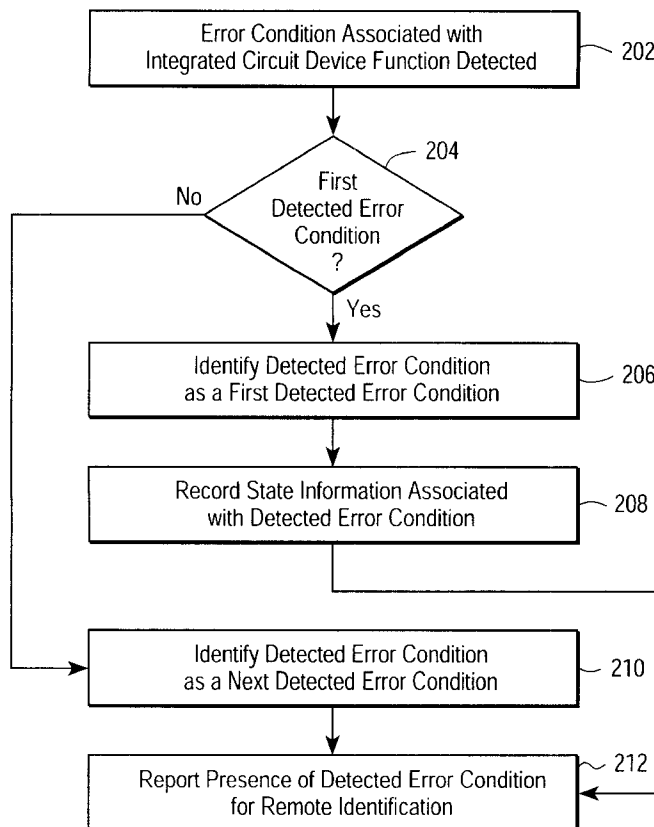 Error Condition Associated with
Integrated Circuit Device Function Detected
202
204
First
Detected Error
Condition
?
No
Yes
Identify Detected Error Condition
as a First Detected Error Condition
206
Record State Information Associated
with Detected Error Condition
208
Identify Detected Error Condition
as a Next Detected Error Condition
210
Report Presence of Detected Error Condition
for Remote Identification
212